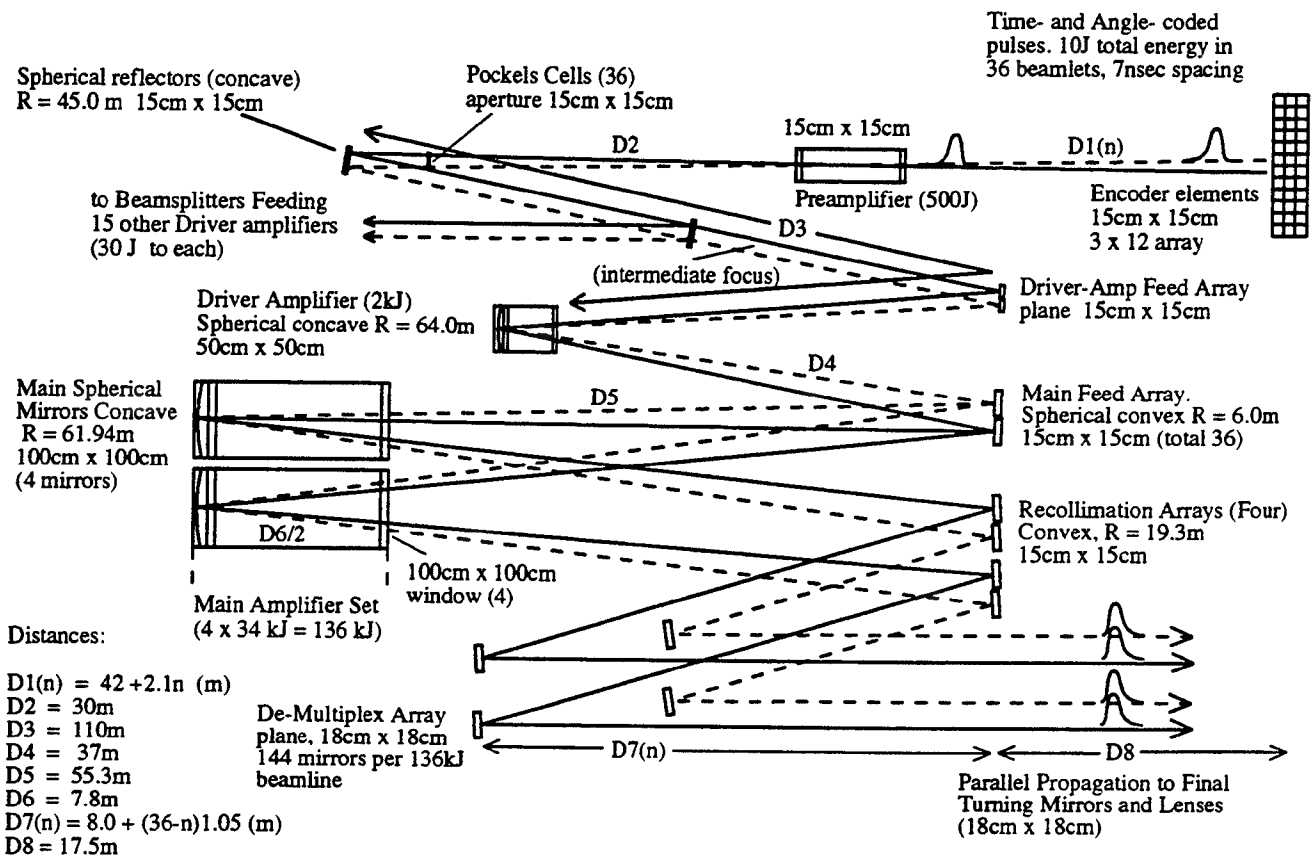 Time- and Angle- coded
pulses. 10J total energy in
36 beamlets, 7nsec spacing
Spherical reflectors (concave)
R = 45.0 m 15cm x 15cm
Pockels Cells (36)
aperture 15cm x 15cm
15cm x 15cm
D2
D1(n)
Preamplifier (500J)
Encoder elements
15cm x 15cm
3 x 12 array
to Beamsplitters Feeding
15 other Driver amplifiers
(30 J to each)
D3
(intermediate focus)
Driver Amplifier (2kJ)
Spherical concave R = 64.0m
50cm x 50cm
Driver-Amp Feed Array
plane 15cm x 15cm
D4
Main Spherical
Mirrors Concave
R = 61.94m
100cm x 100cm
(4 mirrors)
D5
Main Feed Array.
Spherical convex R = 6.0m
15cm x 15cm (total 36)
D6/2
Recollimation Arrays (Four)
Convex, R = 19.3m
15cm x 15cm
100cm x 100cm
window (4)
Main Amplifier Set
(4 x 34 kJ = 136 kJ)
Distances:
D1(n) = 42 +2.1n (m)
D2 = 30m
D3 = 110m
D4 = 37m
D5 = 55.3m
D6 = 7.8m
D7(n) = 8.0 + (36-n)1.05 (m)
D8 = 17.5m
De-Multiplex Array
plane, 18cm x 18cm
144 mirrors per 136kJ
beamline
D7(n)
D8
Parallel Propagation to Final
Turning Mirrors and Lenses
(18cm x 18cm)